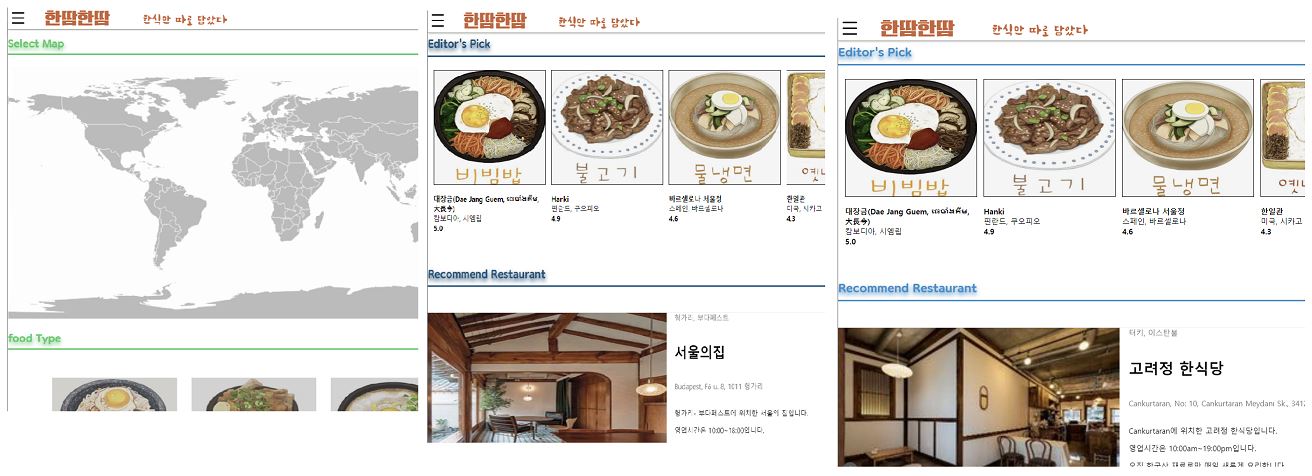 한땀한땀 한식만 따로 담았다
Select Map
food Type
한땀한땀 한식만 따로 담았다
Editor's Pick
비빔밥 불고기 물냉면
대장금(Dae Jang Guem,
大長今)
캄보디아, 시엠립
5.0
Hanki
핀란드, 쿠오피오
4.9
바르셀로나 서울정
스페인, 바르셀로나
4.6
한일관
미국, 시카고
4.3
Recommend Restaurant
헝가리, 부다페스트
서울의집
Budapest, Fő u. 8, 1011 헝가리
헝가리- 부다페스트에 위치한 서울의 집입니다.
영업시간은 10:00~18:00입니다.
한땀한땀 한식만 따로 담았다
Editor's Pick
비빔밥 불고기 물냉면
대장금(Dae Jang Guem,
大長今)
캄보디아, 시엠립
5.0
Hanki
핀란드, 쿠오피오
4.9
바르셀로나 서울정
스페인, 바르셀로나
4.6
한일관
미국, 시카고
4.3
Recommend Restaurant
터키, 이스탄불
고려정 한식당
Cankurtaran, No: 10, Cankurtaran Meydanı Sk., 3412
Cankurtaran에 위치한 고려정 한식당입니다.
영업시간은 10:00am~19:00pm입니다.